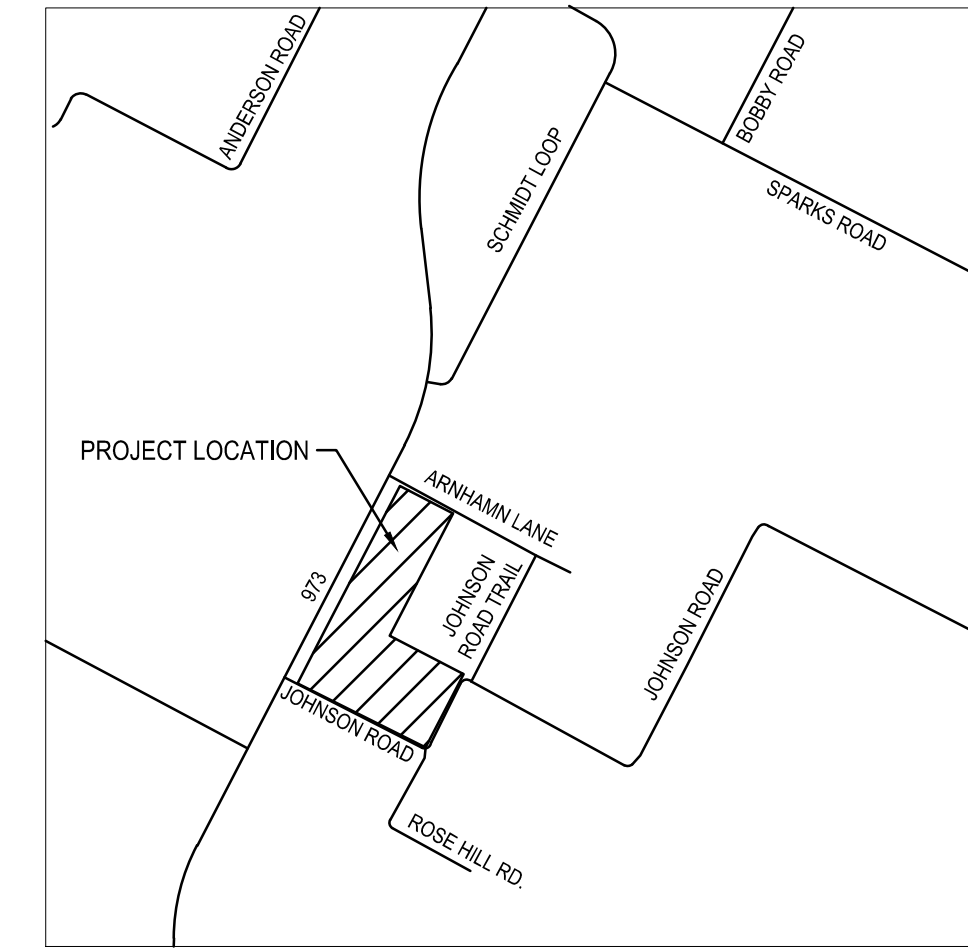 ANDERSON ROAD
BOBBY ROAD
SCHMIDT LOOP
SPARKS ROAD
PROJECT LOCATION
ARNHAMN LANE
973
JOHNSON
ROAD TRAIL
JOHNSON ROAD
JOHNSON ROAD
ROSE HILL RD.